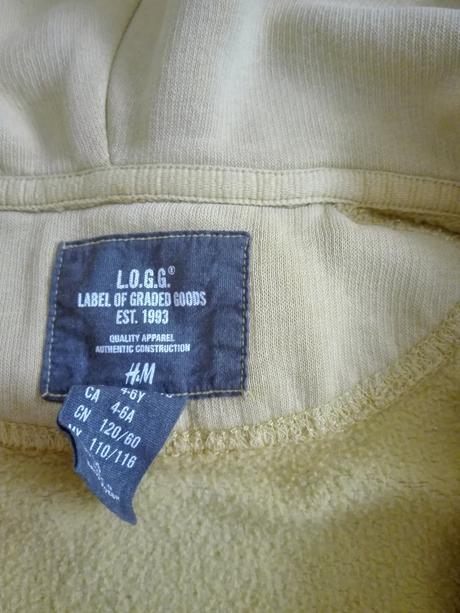 L.O.G.G.®
LABEL OF GRADED GOODS
EST. 1993
QUALITY APPAREL
AUTHENTIC CONSTRUCTION
H&M
4-6Y
CA 4-6A
CN 120/60
MY 110/116